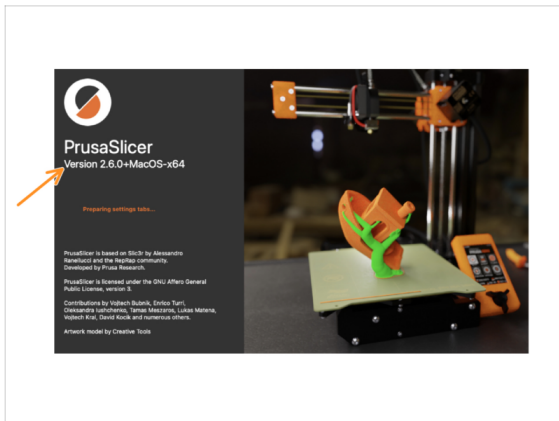 PrusaSlicer
Version 2.6.0+MacOS-x64
Preparing settings tabs...
PrusaSlicer is based on Slic3r by Alessandro
Ranellucci and the RepRap community.
Developed by Prusa Research.
PrusaSlicer is licensed under the GNU Affero General
Public License, version 3.
Contributions by Vojtech Bubnik, Enrico Turri,
Oleksandra Iushchenko, Tamas Meszaros, Lukas Matena,
Vojtech Kral, David Kocik and numerous others.
Artwork model by Creative Tools